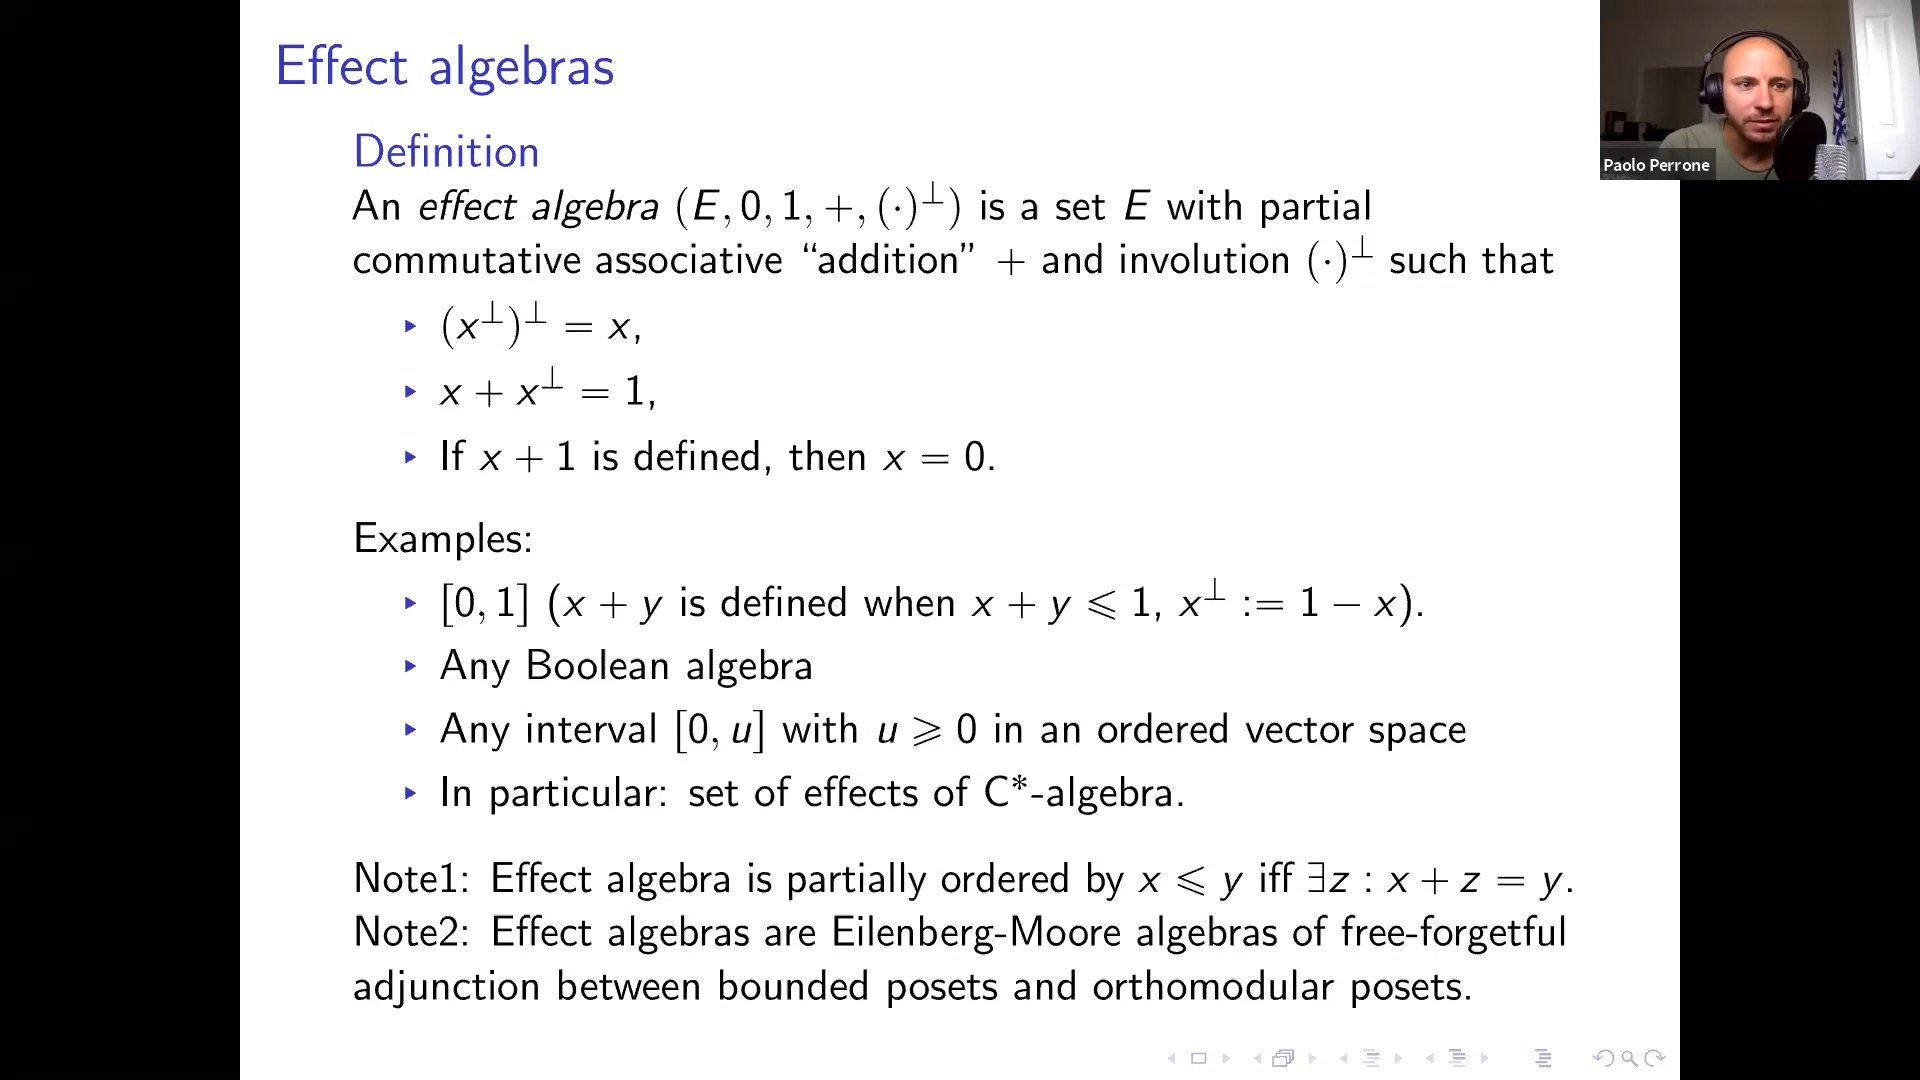 Effect algebras
Definition
An effect algebra (E, 0, 1, +, (·)⊥) is a set E with partial
commutative associative “addition” + and involution (·)⊥ such that
▸ (x⊥)⊥ = x,
▸ x + x⊥ = 1,
▸ If x + 1 is defined, then x = 0.
Examples:
▸ [0, 1] (x + y is defined when x + y ⩽ 1, x⊥ := 1 − x).
▸ Any Boolean algebra
▸ Any interval [0, u] with u ⩾ 0 in an ordered vector space
▸ In particular: set of effects of C*-algebra.
Note1: Effect algebra is partially ordered by x ⩽ y iff ∃z : x + z = y.
Note2: Effect algebras are Eilenberg-Moore algebras of free-forgetful
adjunction between bounded posets and orthomodular posets.
Paolo Perrone